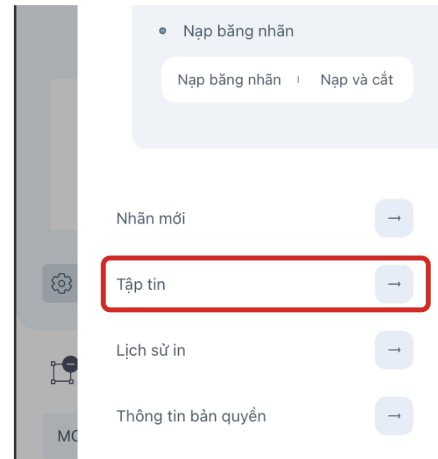 Nạp băng nhãn
Nạp băng nhãn Nạp và cắt
Nhãn mới
Tập tin
Lịch sử in
Thông tin bản quyền